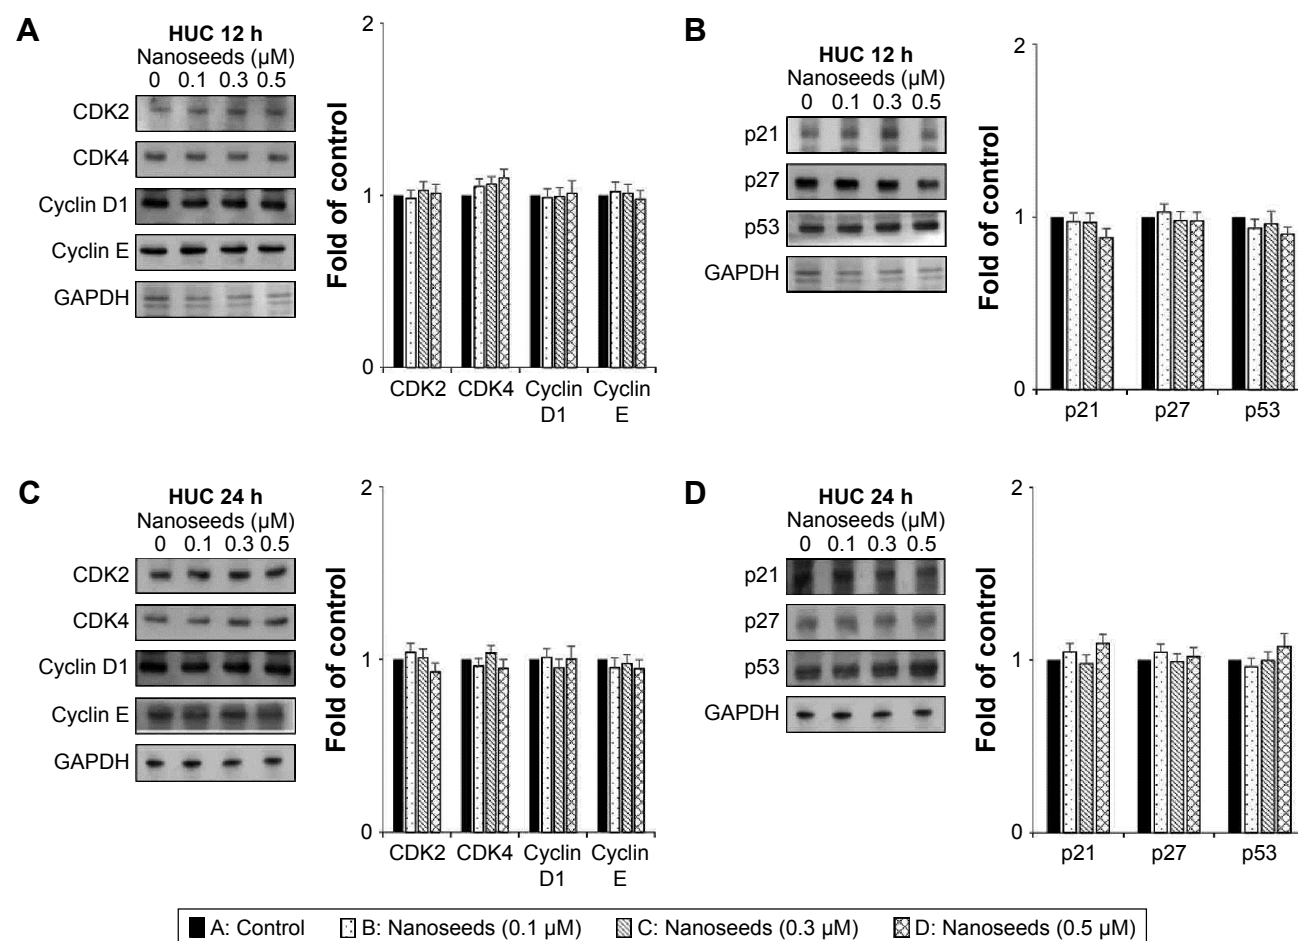 A
HUC 12 h
Nanoseeds (µM)
0 0.1 0.3 0.5
CDK2
CDK4
Cyclin D1
Cyclin E
GAPDH
Fold of control
2
1
0
CDK2 CDK4 Cyclin D1 Cyclin E
B
HUC 12 h
Nanoseeds (µM)
0 0.1 0.3 0.5
p21
p27
p53
GAPDH
Fold of control
2
1
0
p21 p27 p53
C
HUC 24 h
Nanoseeds (µM)
0 0.1 0.3 0.5
CDK2
CDK4
Cyclin D1
Cyclin E
GAPDH
Fold of control
2
1
0
CDK2 CDK4 Cyclin D1 Cyclin E
D
HUC 24 h
Nanoseeds (µM)
0 0.1 0.3 0.5
p21
p27
p53
GAPDH
Fold of control
2
1
0
p21 p27 p53
A: Control B: Nanoseeds (0.1 µM) C: Nanoseeds (0.3 µM) D: Nanoseeds (0.5 µM)